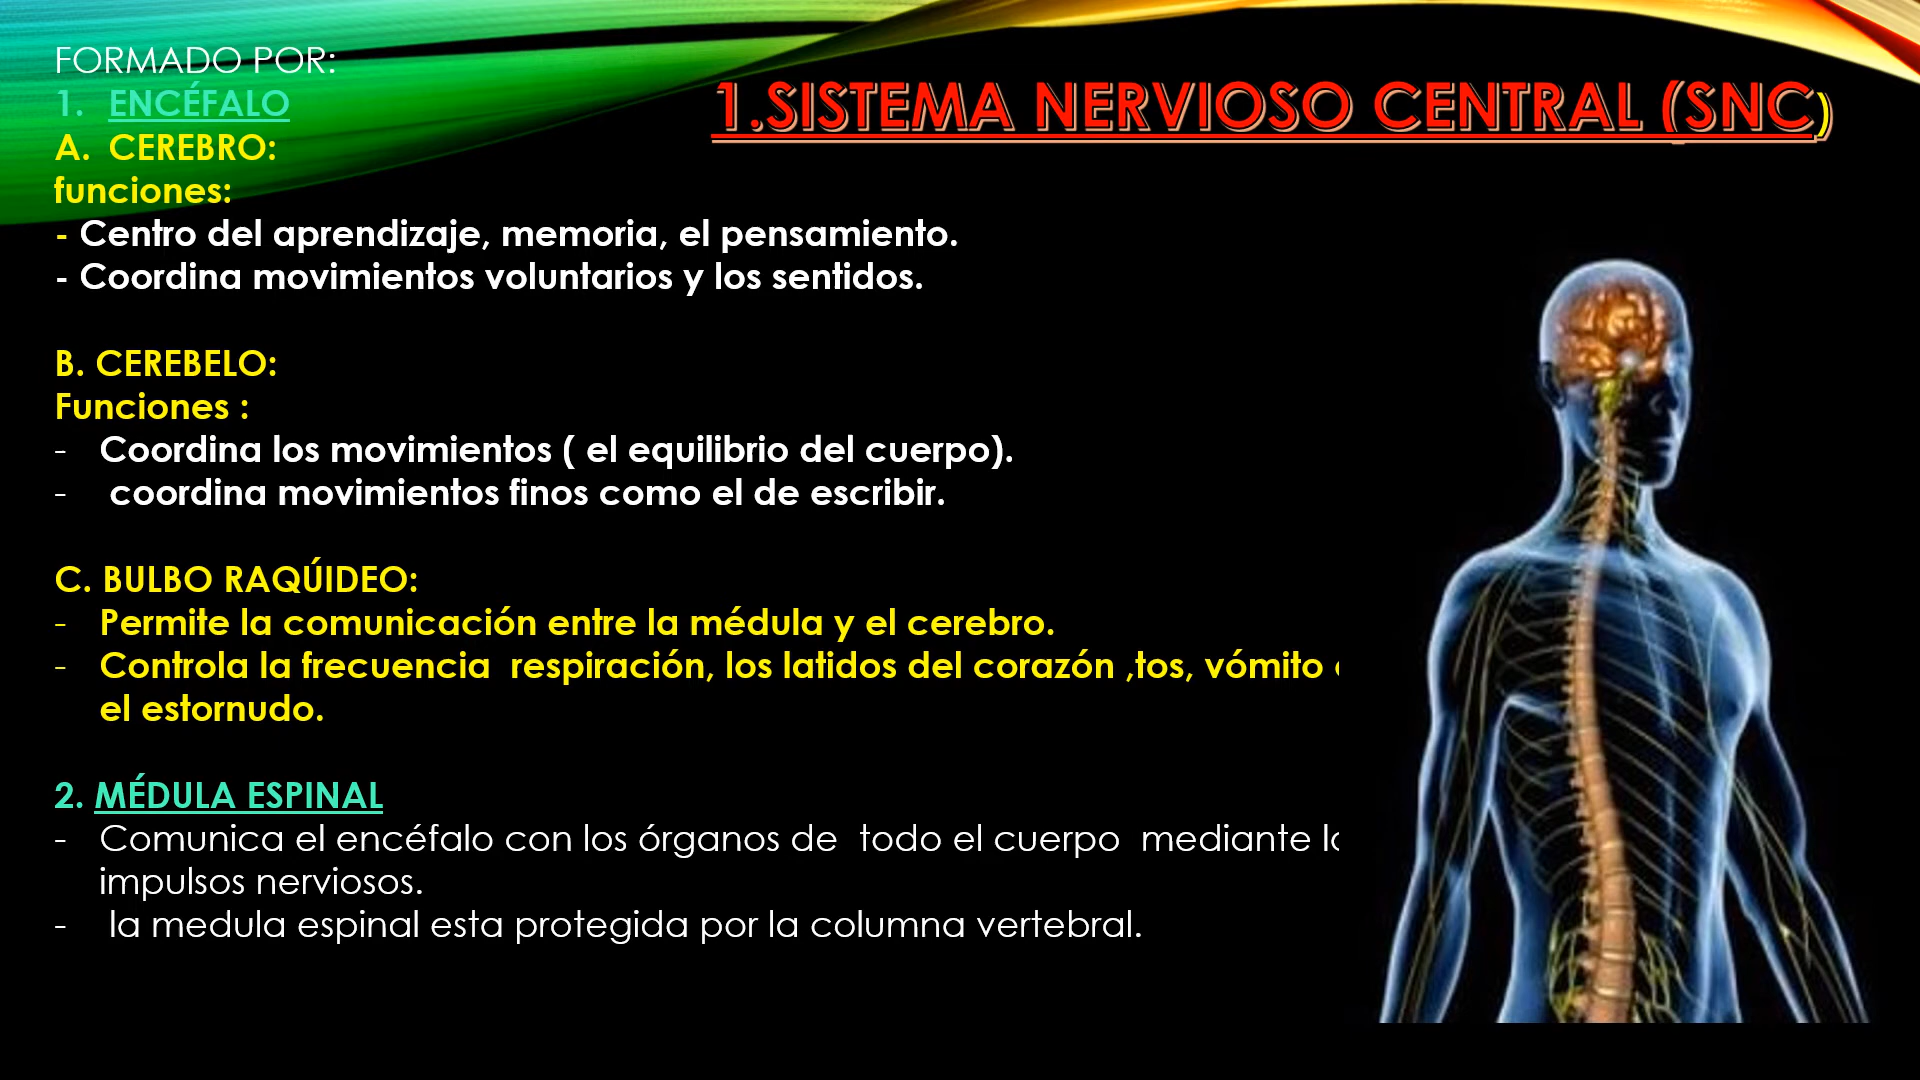 FORMADO POR:
1. ENCÉFALO
A. CEREBRO:
funciones:
- Centro del aprendizaje, memoria, el pensamiento.
- Coordina movimientos voluntarios y los sentidos.
B. CEREBELO:
Funciones :
- Coordina los movimientos ( el equilibrio del cuerpo).
- coordina movimientos finos como el de escribir.
C. BULBO RAQÚIDEO:
- Permite la comunicación entre la médula y el cerebro.
- Controla la frecuencia respiración, los latidos del corazón ,tos, vómito
el estornudo.
2. MÉDULA ESPINAL
- Comunica el encéfalo con los órganos de todo el cuerpo mediante
impulsos nerviosos.
- la medula espinal esta protegida por la columna vertebral.
1.SISTEMA NERVIOSO CENTRAL (SNC)